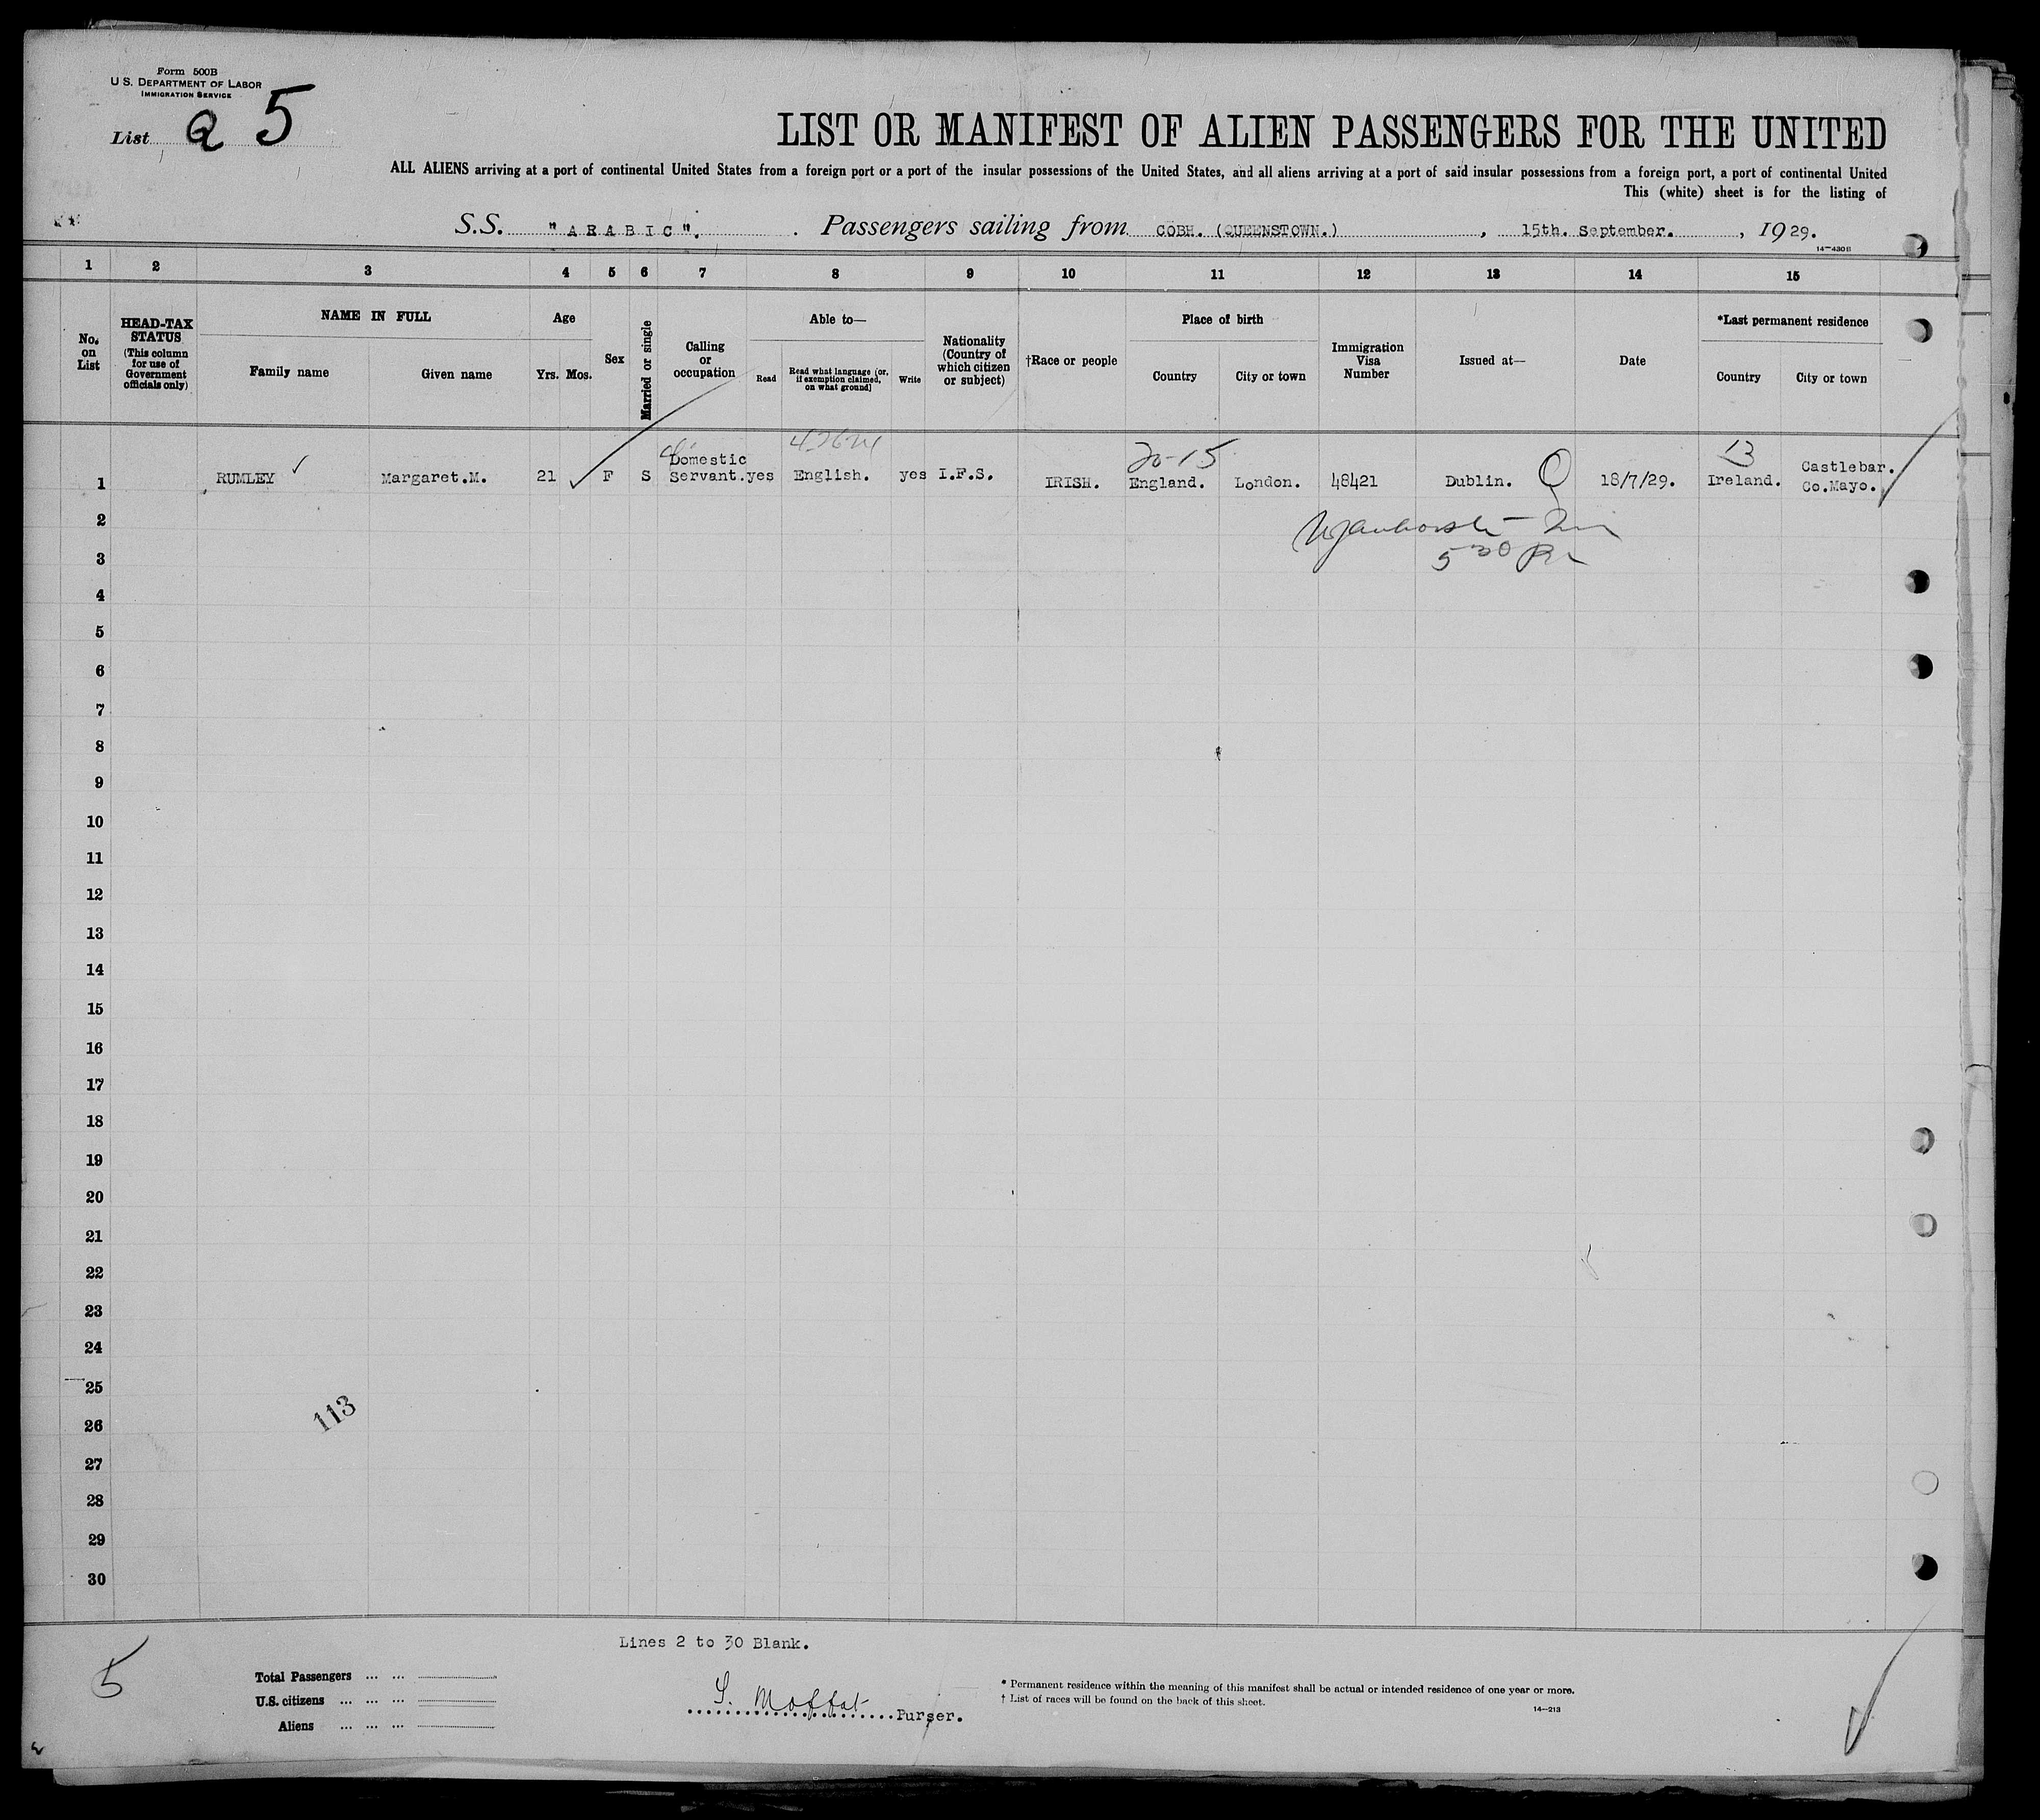 Form 500B
U S. DEPARTMENT OF LABOR
IMMIGRATION SERVICE
List Q 5
LIST OR MANIFEST OF ALIEN PASSENGERS FOR THE UNITED
ALL ALIENS arriving at a port of continental United States from a foreign port or a port of the insular possessions of the United States, and all aliens arriving at a port of said insular possessions from a foreign port, a port of continental United
This (white) sheet is for the listing of
S.S. "ARABIC". Passengers sailing from COBH. (QUEENSTOWN.), 15th. September., 1929.
14—430B
1 2 3 4 5 6 7 8 9 10 11 12 13 14 15
No. on List
HEAD-TAX STATUS (This column for use of Government officials only)
NAME IN FULL
Family name Given name
Age
Yrs. Mos.
Sex
Married or single
Calling or occupation
Able to—
Read Read what language (or, if exemption claimed, on what ground) Write
Nationality (Country of which citizen or subject)
†Race or people
Place of birth
Country City or town
Immigration Visa Number
Issued at—
Date
*Last permanent residence
Country City or town
20-15 13
1 RUMLEY ✓ Margaret.M. 21 F S Domestic Servant. yes English. yes I.F.S. IRISH. England. London. 48421 Dublin. Q 18/7/29. Ireland. Castlebar. Co.Mayo.
2
3
4
5
6
7
8
9
10
11
12
13
14
15
16
17
18
19
20
21
22
23
24
25
113
26
27
28
29
30
Lines 2 to 30 Blank.
5
Total Passengers ... ...
U.S. citizens ... ... ...
Aliens ... ... ...
S. Moffat Purser.
* Permanent residence within the meaning of this manifest shall be actual or intended residence of one year or more.
† List of races will be found on the back of this sheet.
14—213